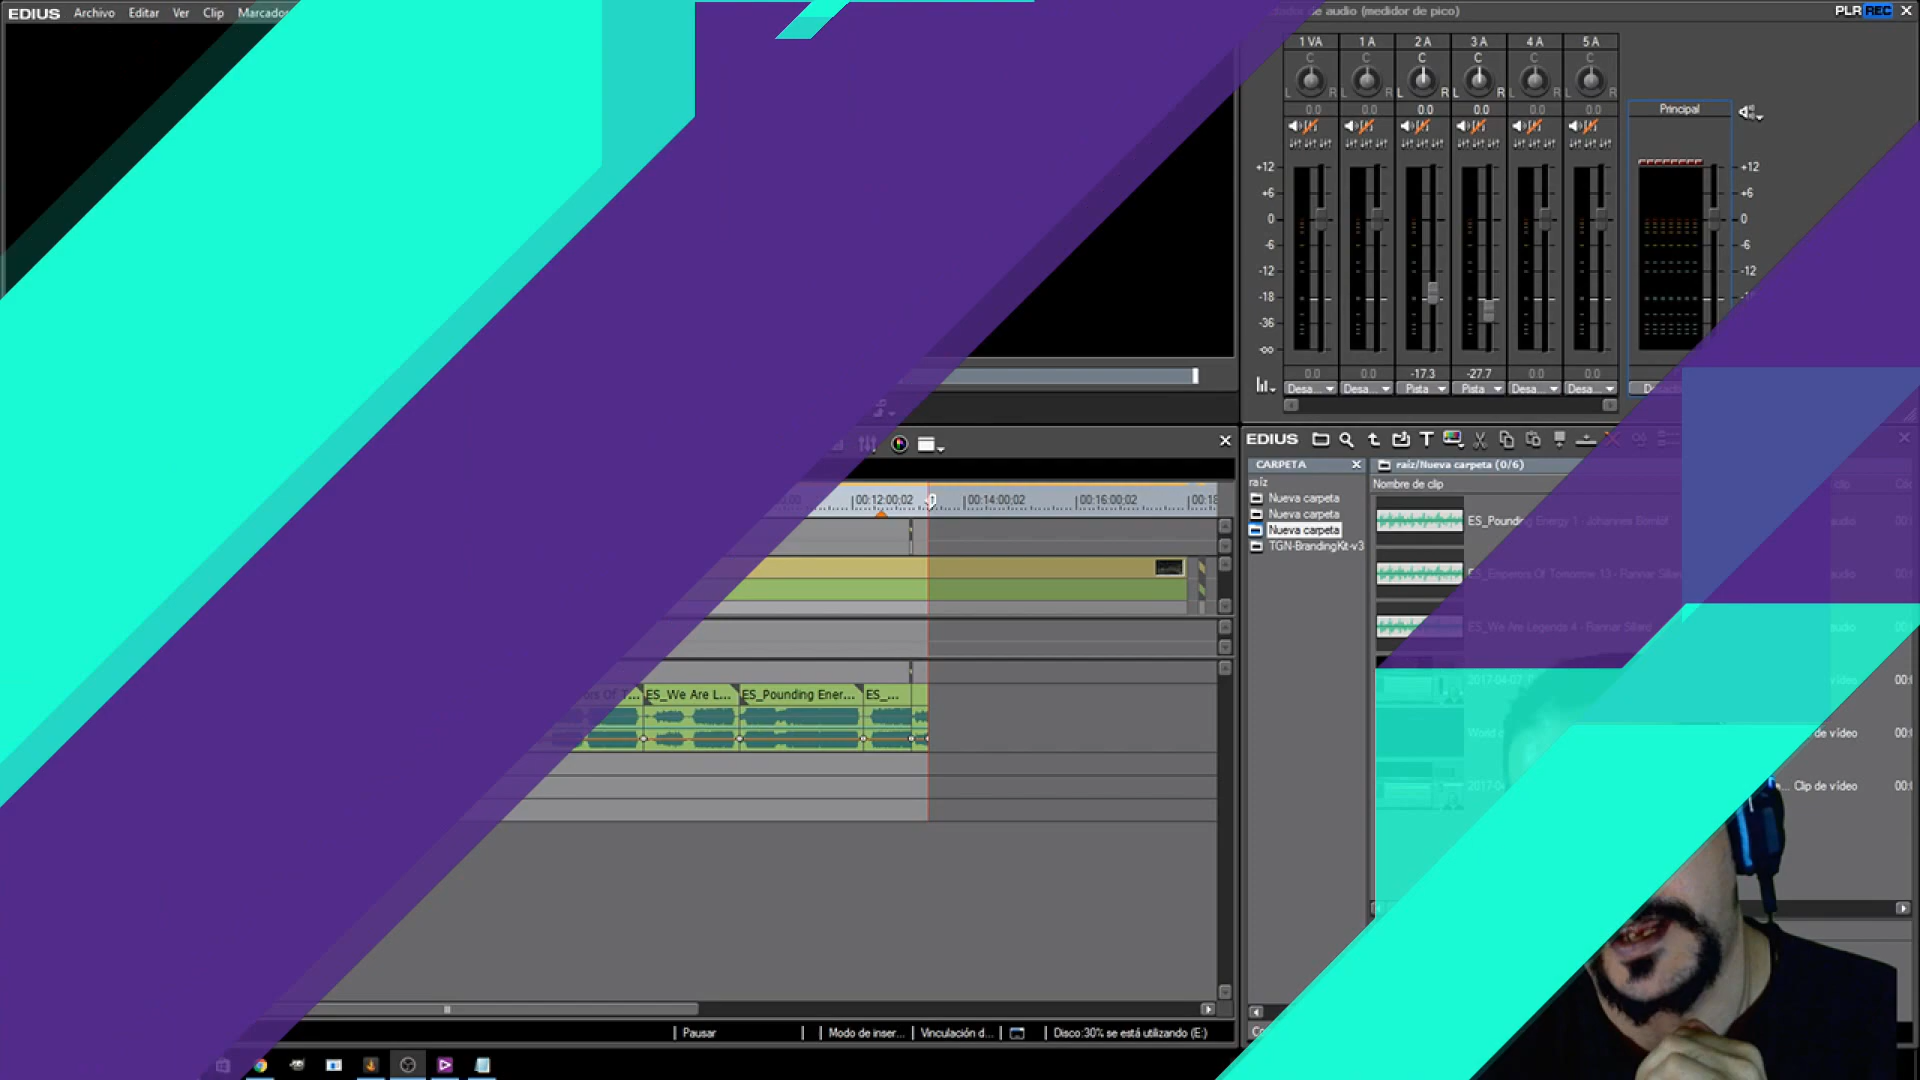 EDIUS Archivo Editar Ver Clip Marcado
de audio (medidor de pico)
PLR REC
1 VA 1 A 2 A 3 A 4 A 5 A
C C C C C C
L R L R L R L R L R L R
0.0 0.0 0.0 0.0 0.0 0.0
Principal
+12 +12
+6 +6
0 0
-6 -6
-12 -12
-18
-36
-∞
0.0 0.0 -17.3 -27.7 0.0 0.0
Desa... Desa... Pista Pista Desa... Desa...
EDIUS
CARPETA
raíz/Nueva carpeta (0/6)
raíz
Nueva carpeta
Nueva carpeta
Nueva carpeta
TGN-BrandingKit-v3
Nombre de clip
ES_Pounding Energy 1 - Johannes Bornlöf
ES_Emperors Of Tomorrow 13 - Rannar Sillard
ES_We Are Legends 4 - Rannar Sillard
2017-04-07
World
de vídeo
2017-0
Clip de vídeo
00:12:00;02 00:14:00;02 00:16:00;02 00:18
ors Of T... ES_We Are L... ES_Pounding Ener... ES_...
Pausar Modo de inser... Vinculación d... Disco:30% se está utilizando (E:)